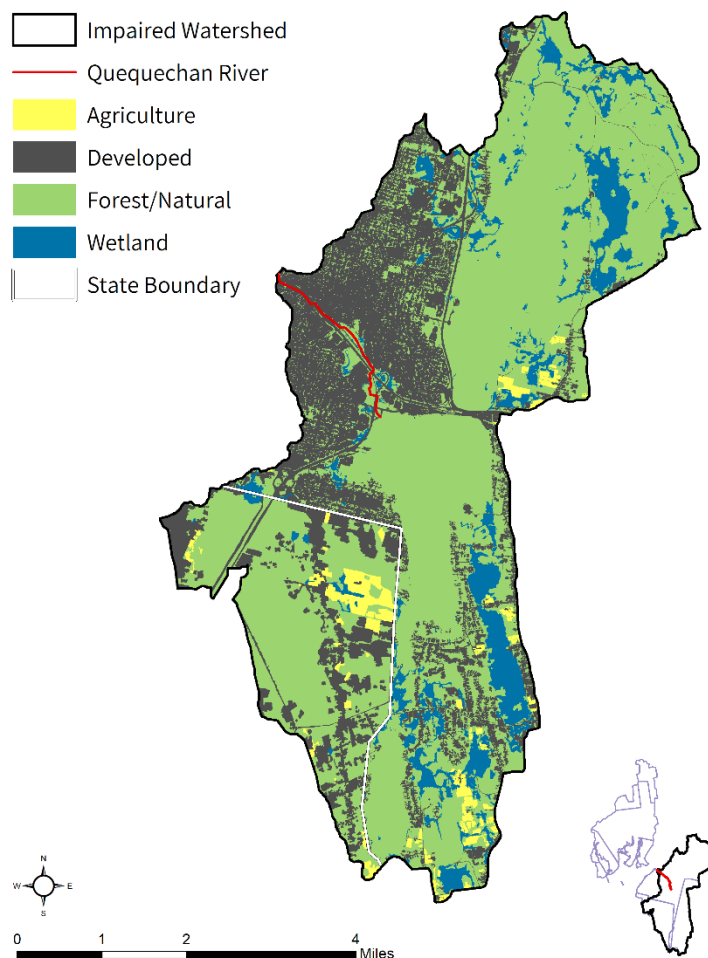 Impaired Watershed
Quequechan River
Agriculture
Developed
Forest/Natural
Wetland
State Boundary
N
W E
S
0 1 2 4
Miles